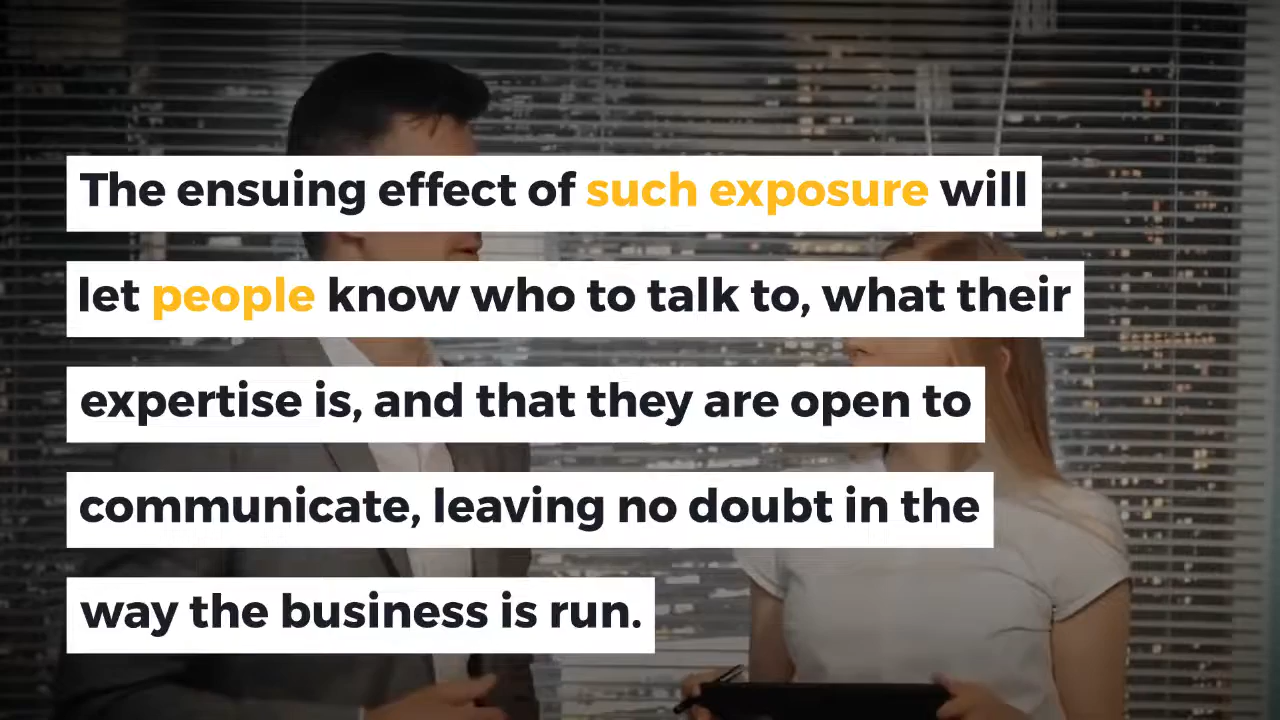 The ensuing effect of such exposure will
let people know who to talk to, what their
expertise is, and that they are open to
communicate, leaving no doubt in the
way the business is run.